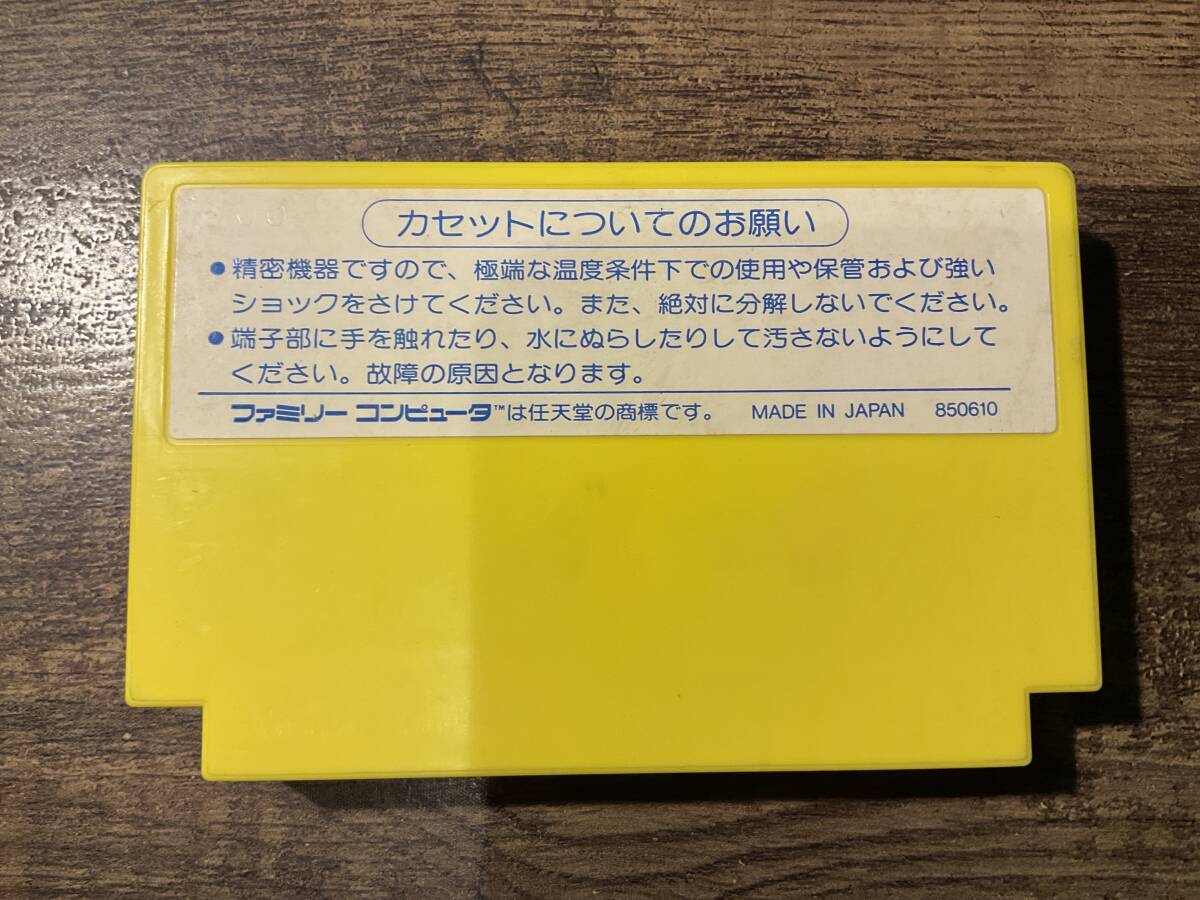 カセットについてのお願い
●精密機器ですので、極端な温度条件下での使用や保管および強い
ショックをさけてください。また、絶対に分解しないでください。
●端子部に手を触れたり、水にぬらしたりして汚さないようにして
ください。故障の原因となります。
ファミリー コンピュータ™は任天堂の商標です。 MADE IN JAPAN 850610